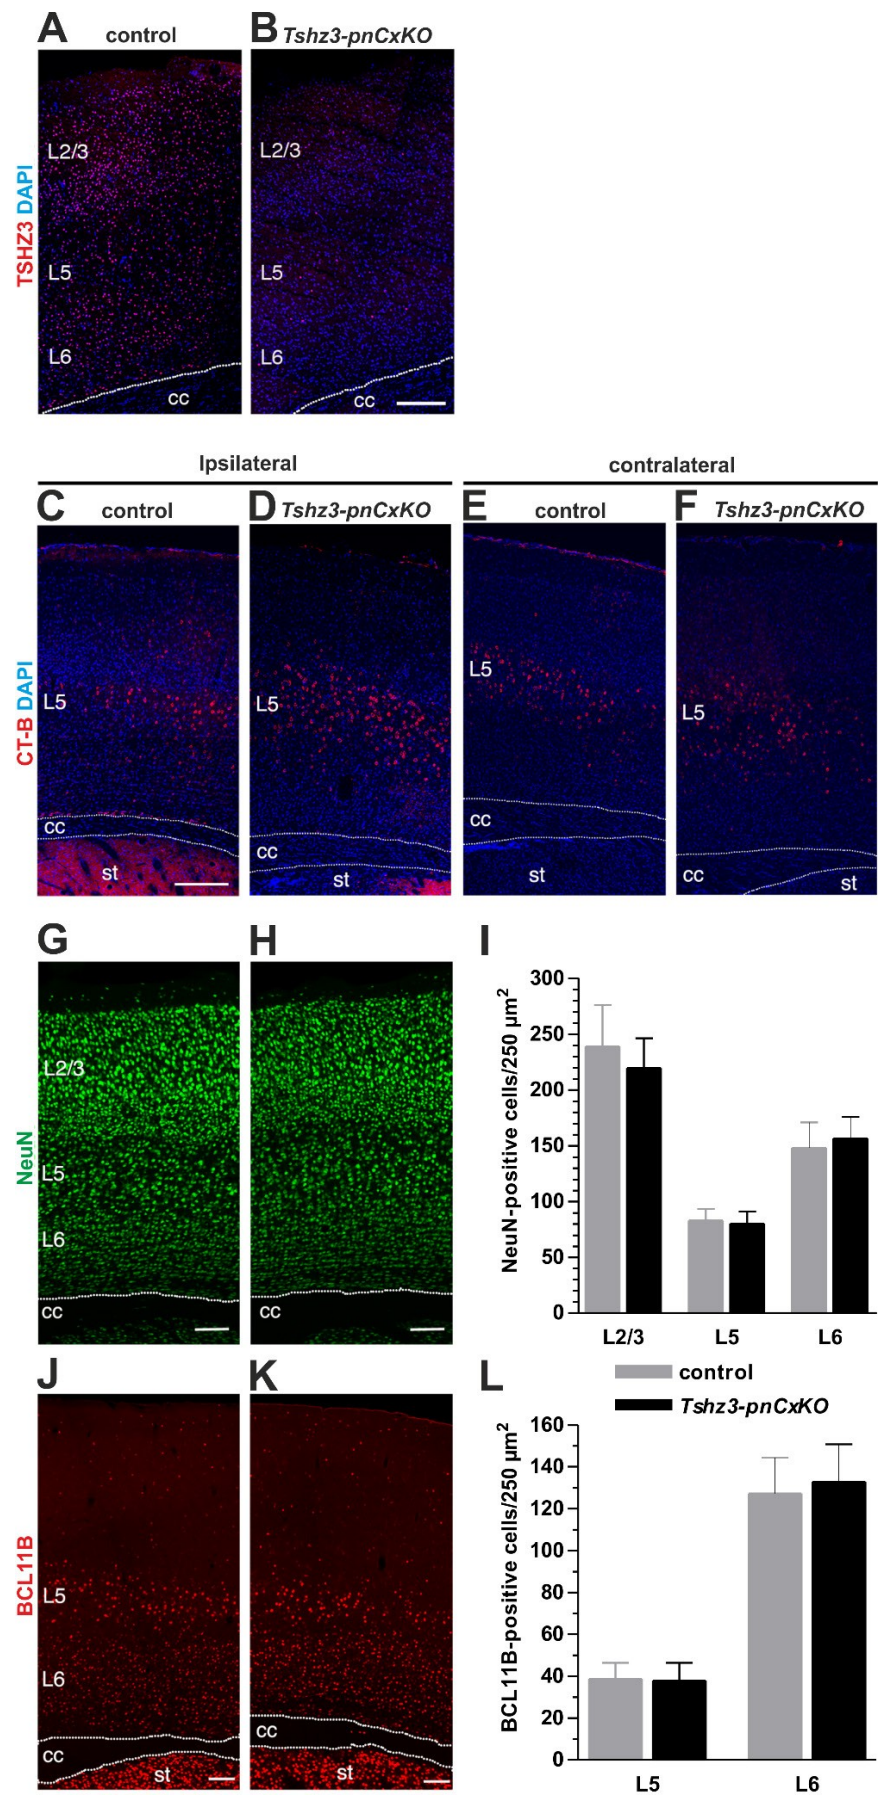 A control
B Tshz3-pnCxKO
TSHZ3 DAPI
L2/3
L5
L6
cc
L2/3
L5
L6
cc
Ipsilateral
contralateral
C control
D Tshz3-pnCxKO
E control
F Tshz3-pnCxKO
CT-B DAPI
L5
cc
st
L5
cc
st
L5
cc
st
L5
cc
st
G
H
I
NeuN
L2/3
L5
L6
cc
cc
NeuN-positive cells/250 µm²
300
250
200
150
100
50
0
L2/3 L5 L6
control
Tshz3-pnCxKO
J
K
L
BCL11B
L5
L6
cc
st
cc
st
BCL11B-positive cells/250 µm²
160
140
120
100
80
60
40
20
0
L5 L6